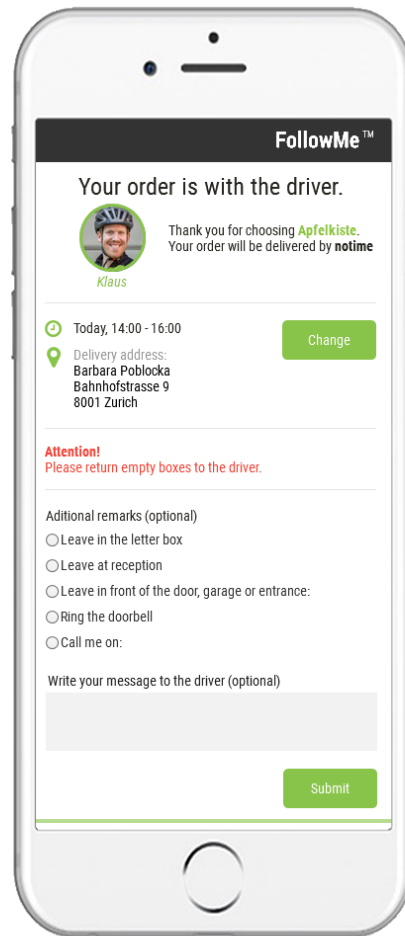 FollowMe™
Your order is with the driver.
Thank you for choosing Apfelkiste.
Your order will be delivered by notime
Klaus
Today, 14:00 - 16:00
Change
Delivery address:
Barbara Poblocka
Bahnhofstrasse 9
8001 Zurich
Attention!
Please return empty boxes to the driver.
Aditional remarks (optional)
Leave in the letter box
Leave at reception
Leave in front of the door, garage or entrance:
Ring the doorbell
Call me on:
Write your message to the driver (optional)
Submit